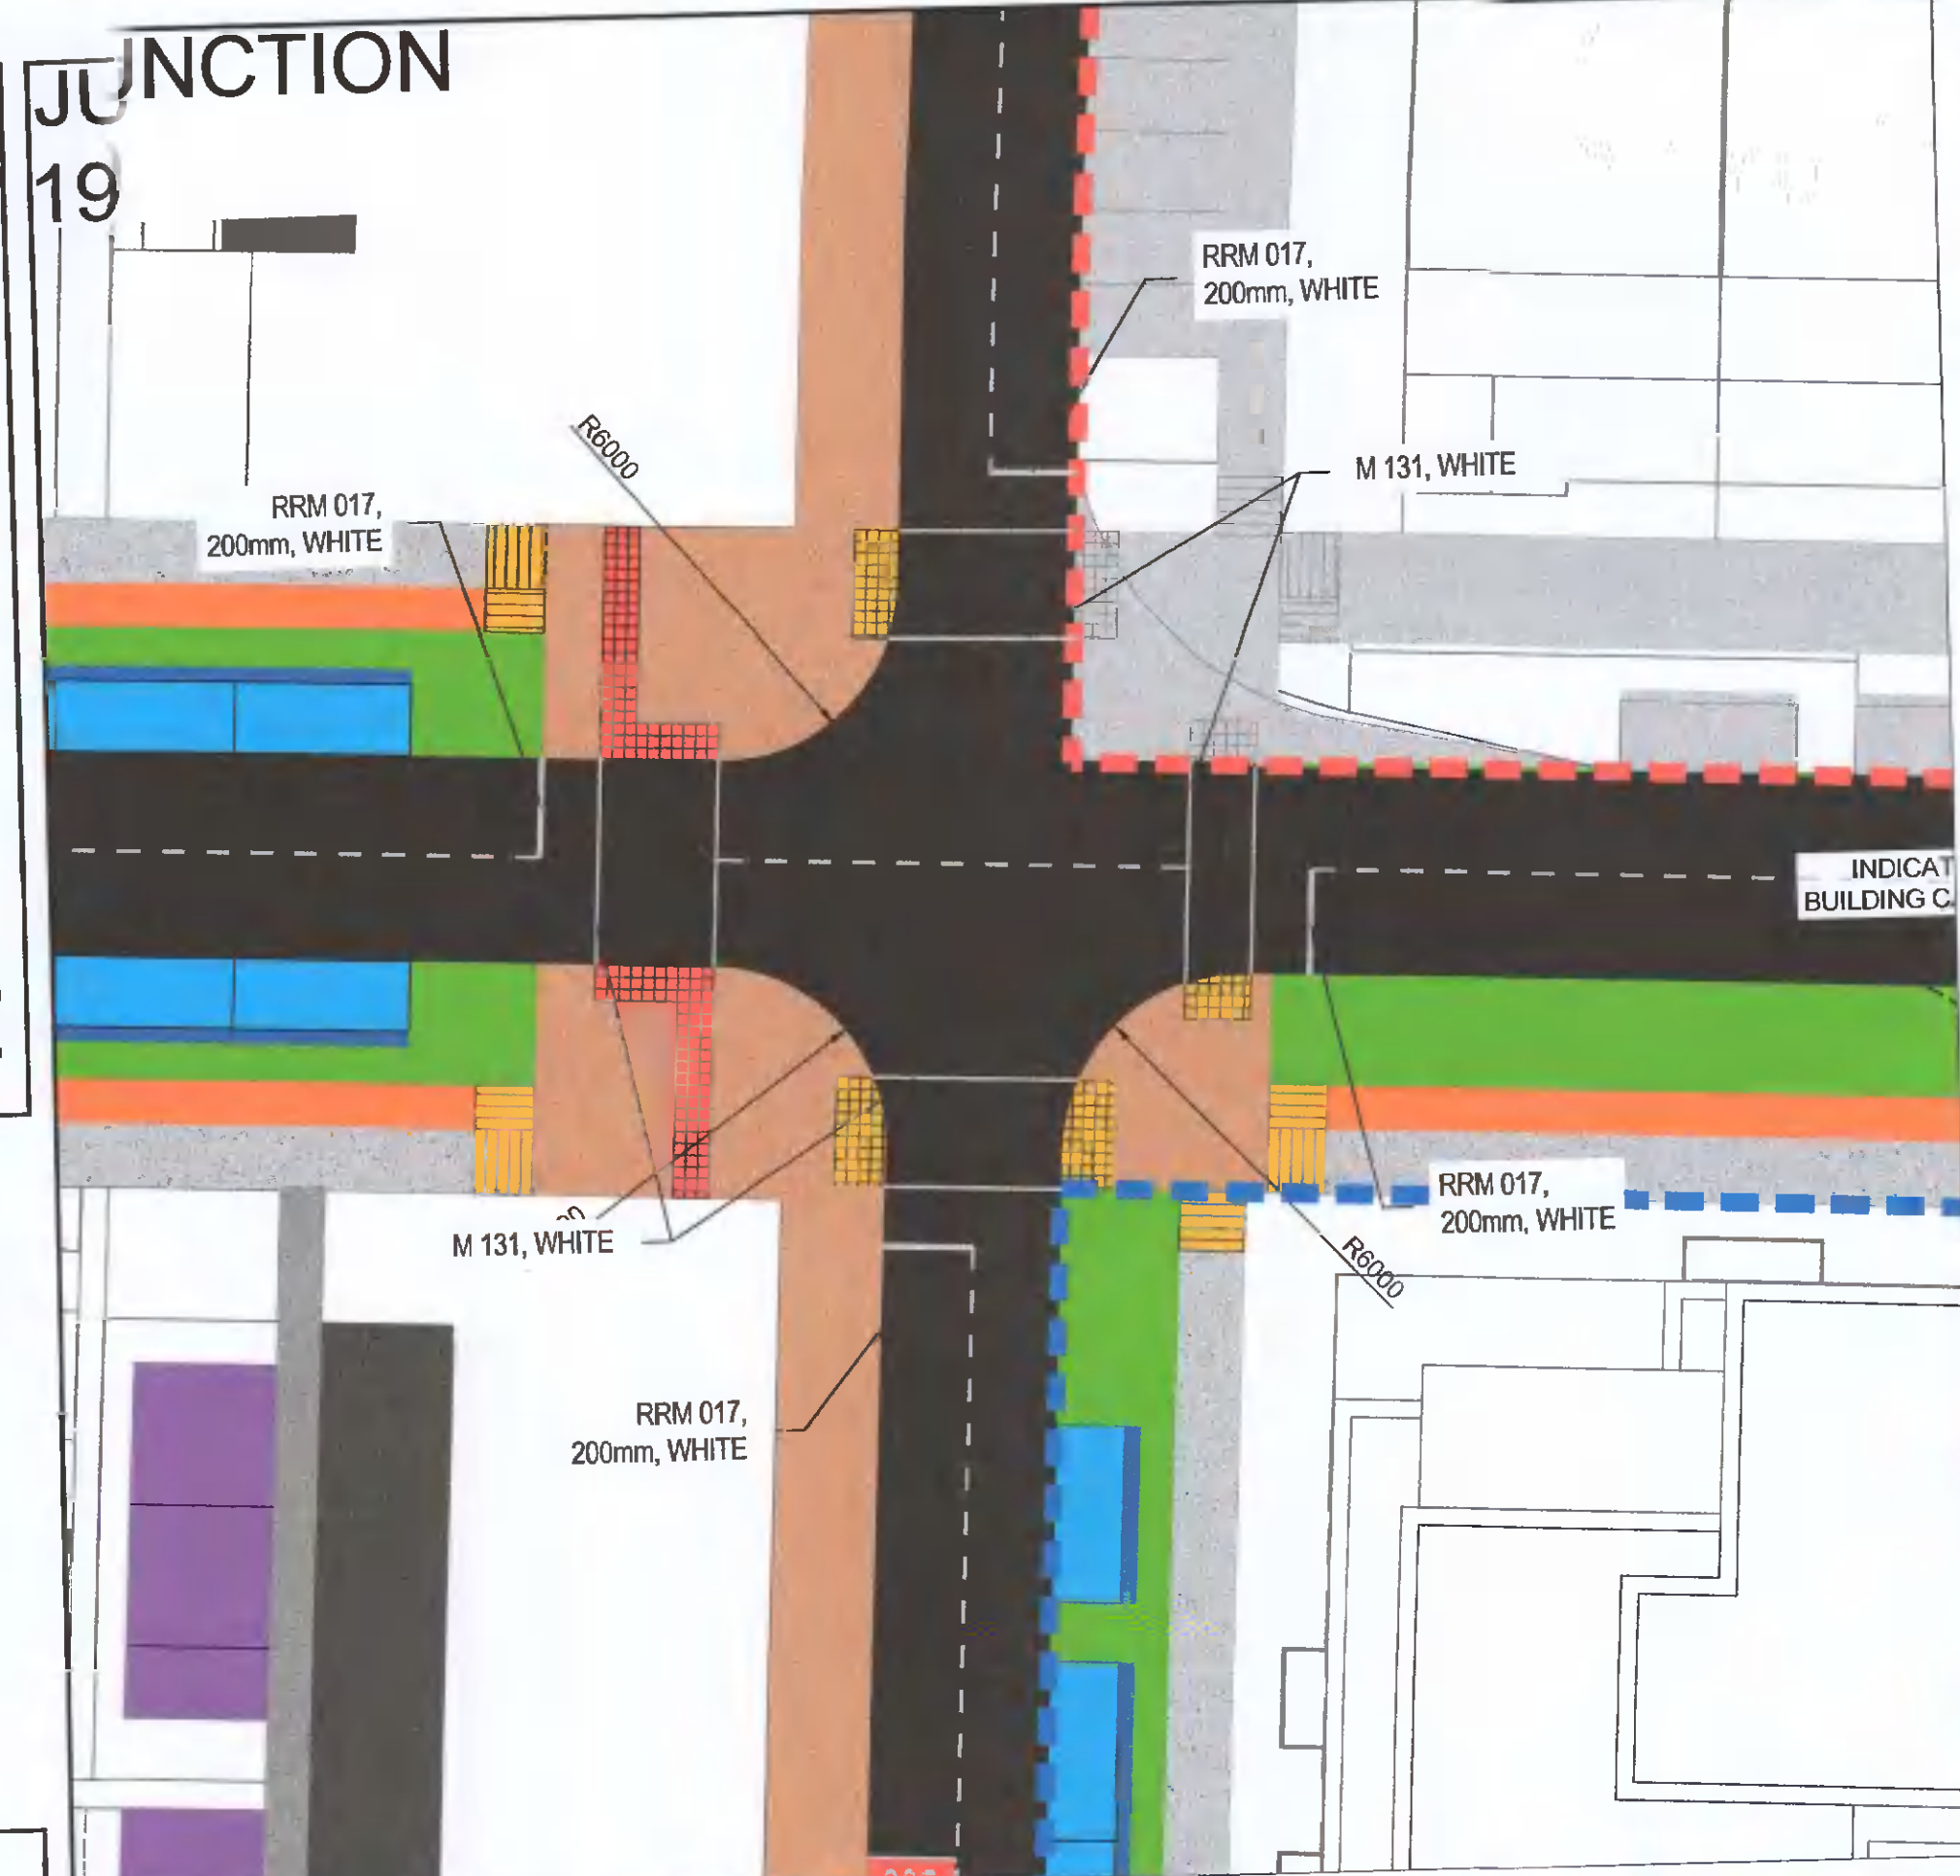 JUNCTION
19
RRM 017,
200mm, WHITE
R6000
M 131, WHITE
RRM 017,
200mm, WHITE
INDICAT
BUILDING C
RRM 017,
200mm, WHITE
M 131, WHITE
R6000
RRM 017,
200mm, WHITE